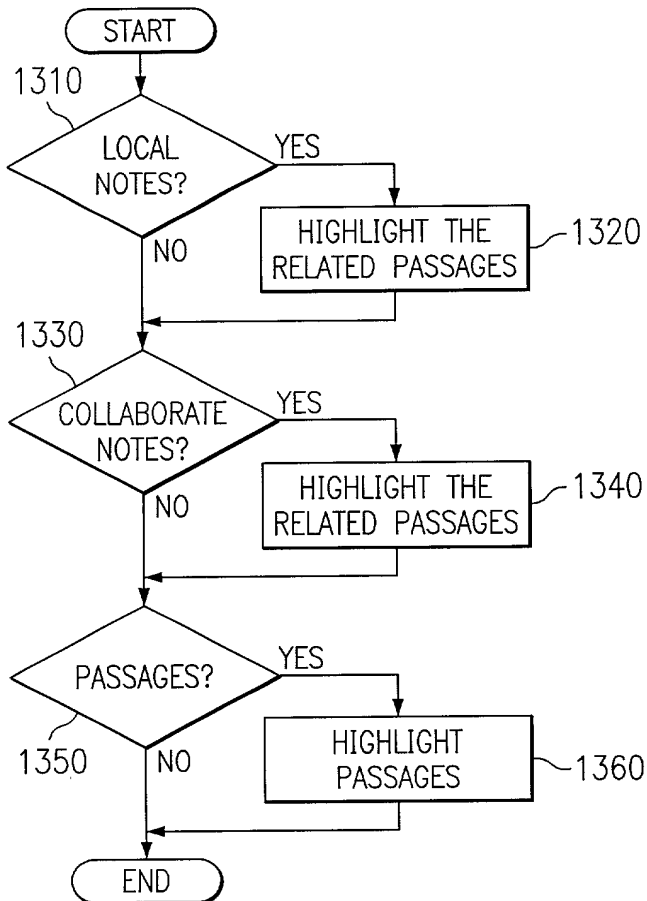 START
1310
LOCAL
NOTES?
YES
NO
HIGHLIGHT THE
RELATED PASSAGES
1320
1330
COLLABORATE
NOTES?
YES
NO
HIGHLIGHT THE
RELATED PASSAGES
1340
PASSAGES?
YES
1350
NO
HIGHLIGHT
PASSAGES
1360
END